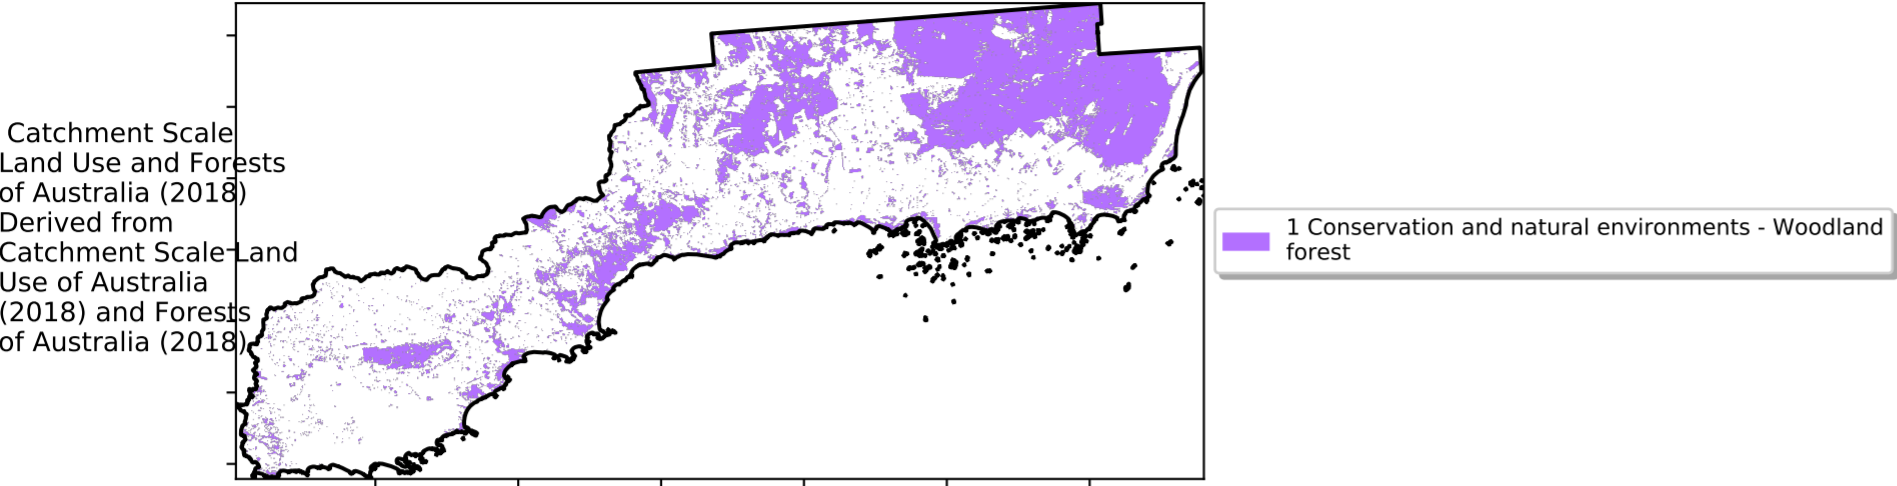 Catchment Scale
Land Use and Forests
of Australia (2018)
Derived from
Catchment Scale Land
Use of Australia
(2018) and Forests
of Australia (2018)
1 Conservation and natural environments - Woodland
forest